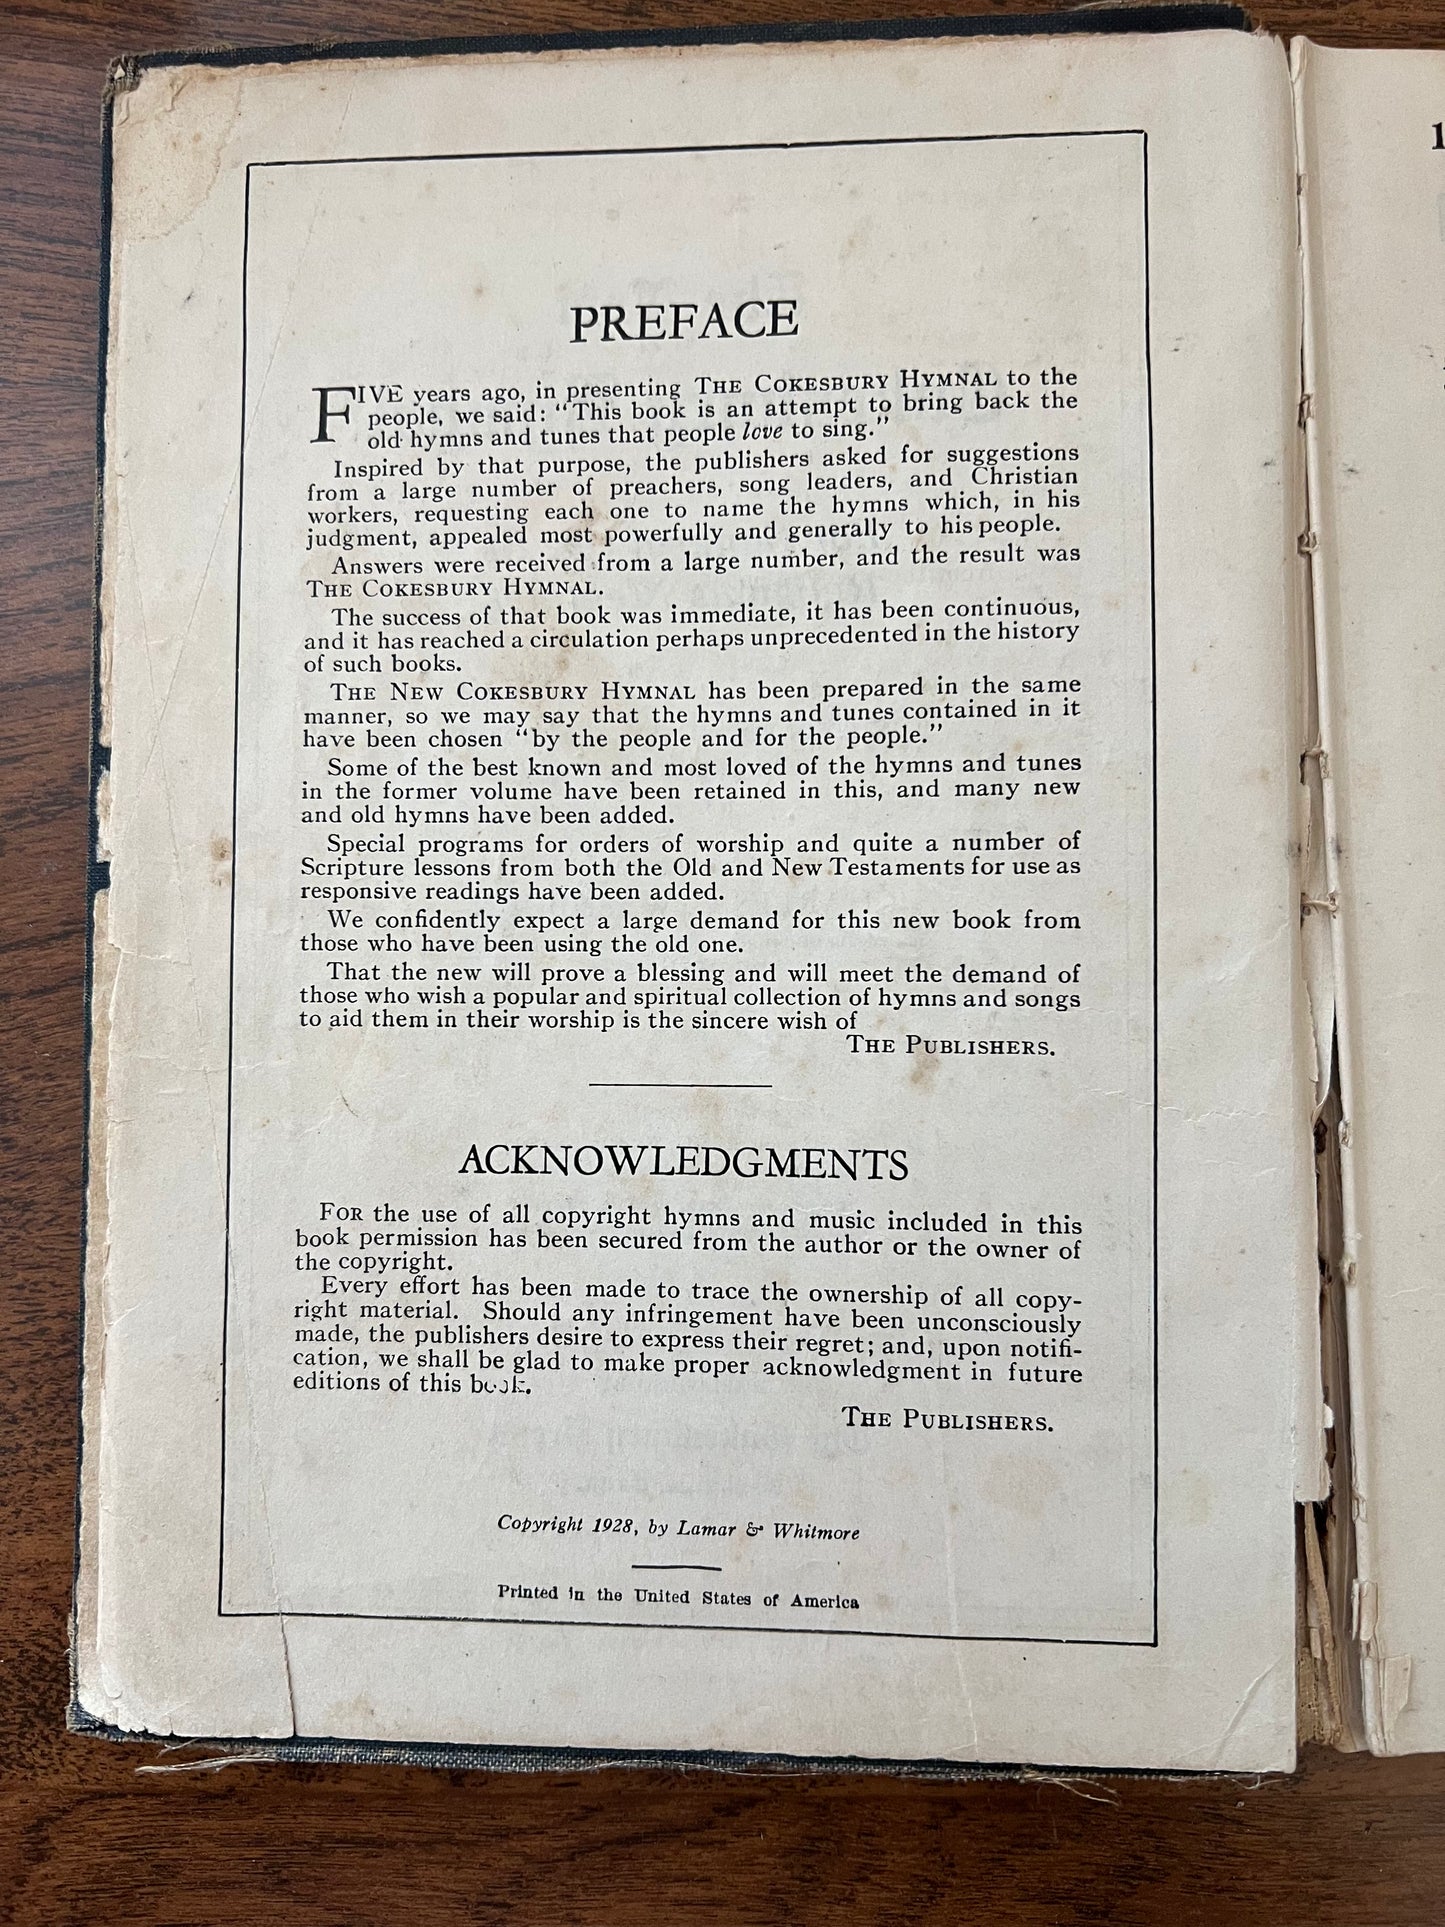 PREFACE
FIVE years ago, in presenting THE COKESBURY HYMNAL to the
people, we said: "This book is an attempt to bring back the
old hymns and tunes that people love to sing."
Inspired by that purpose, the publishers asked for suggestions
from a large number of preachers, song leaders, and Christian
workers, requesting each one to name the hymns which, in his
judgment, appealed most powerfully and generally to his people.
Answers were received from a large number, and the result was
THE COKESBURY HYMNAL.
The success of that book was immediate, it has been continuous,
and it has reached a circulation perhaps unprecedented in the history
of such books.
THE NEW COKESBURY HYMNAL has been prepared in the same
manner, so we may say that the hymns and tunes contained in it
have been chosen "by the people and for the people."
Some of the best known and most loved of the hymns and tunes
in the former volume have been retained in this, and many new
and old hymns have been added.
Special programs for orders of worship and quite a number of
Scripture lessons from both the Old and New Testaments for use as
responsive readings have been added.
We confidently expect a large demand for this new book from
those who have been using the old one.
That the new will prove a blessing and will meet the demand of
those who wish a popular and spiritual collection of hymns and songs
to aid them in their worship is the sincere wish of
THE PUBLISHERS.
ACKNOWLEDGMENTS
FOR the use of all copyright hymns and music included in this
book permission has been secured from the author or the owner of
the copyright.
Every effort has been made to trace the ownership of all copy-
right material. Should any infringement have been unconsciously
made, the publishers desire to express their regret; and, upon notifi-
cation, we shall be glad to make proper acknowledgment in future
editions of this book.
THE PUBLISHERS.
Copyright 1928, by Lamar & Whitmore
Printed in the United States of America
1